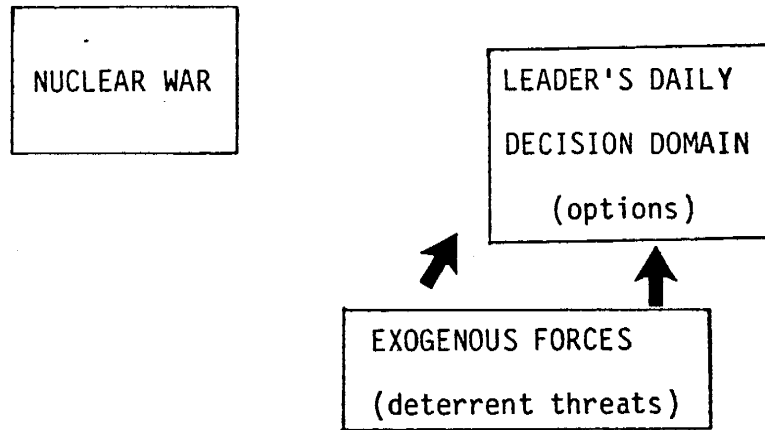 NUCLEAR WAR
LEADER'S DAILY
DECISION DOMAIN
(options)
EXOGENOUS FORCES
(deterrent threats)